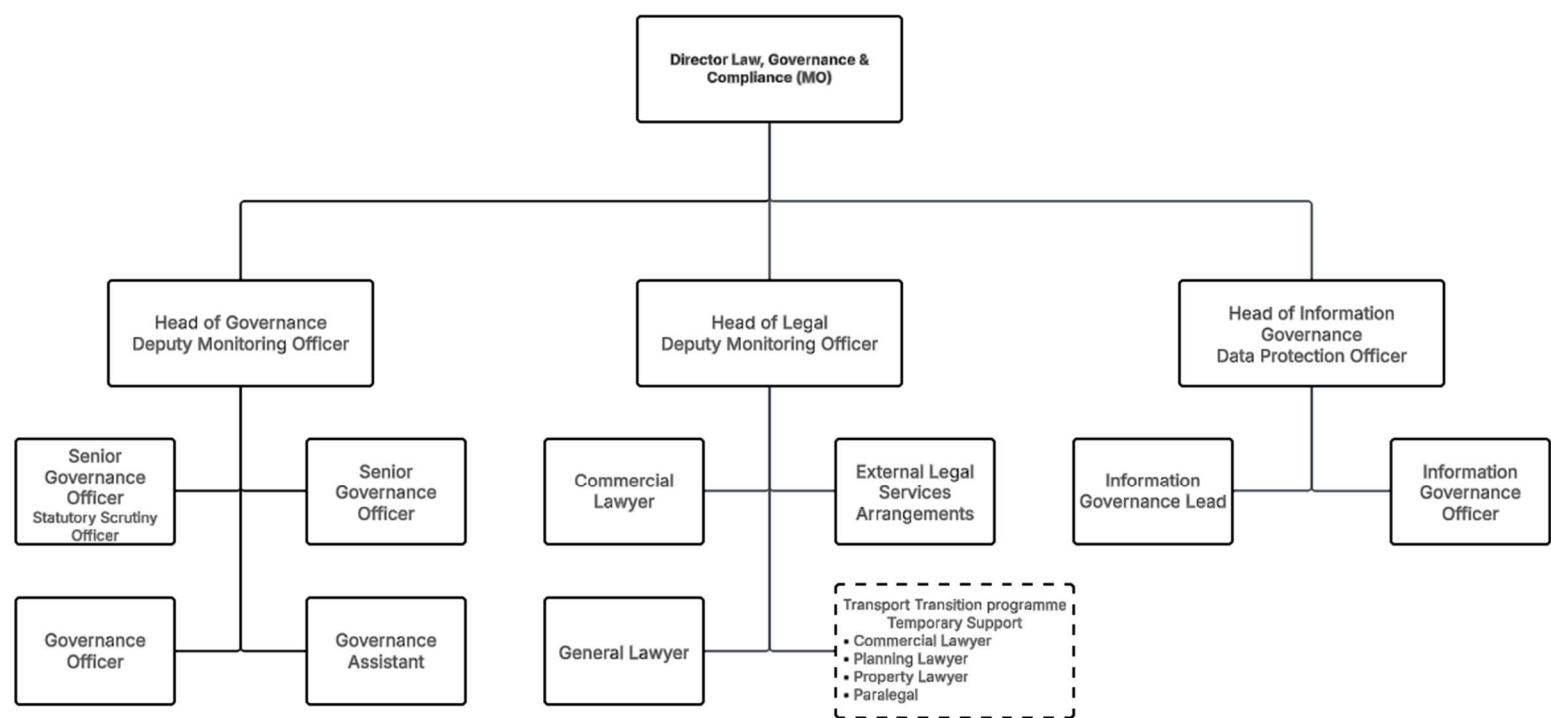 Director Law, Governance &
Compliance (MO)
Head of Governance
Deputy Monitoring Officer
Head of Legal
Deputy Monitoring Officer
Head of Information
Governance
Data Protection Officer
Senior
Governance
Officer
Statutory Scrutiny
Officer
Senior
Governance
Officer
Commercial
Lawyer
External Legal
Services
Arrangements
Information
Governance Lead
Information
Governance
Officer
Governance
Officer
Governance
Assistant
General Lawyer
Transport Transition programme
Temporary Support
▪ Commercial Lawyer
▪ Planning Lawyer
▪ Property Lawyer
▪ Paralegal